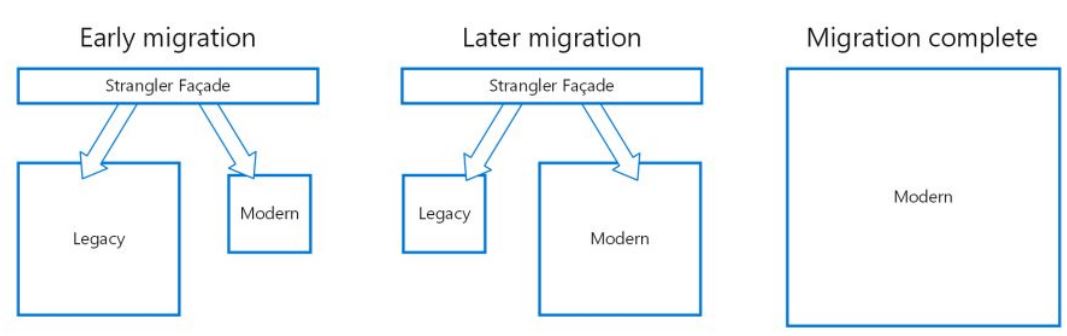 Early migration
Strangler Façade
Legacy
Modern
Later migration
Strangler Façade
Legacy
Modern
Migration complete
Modern